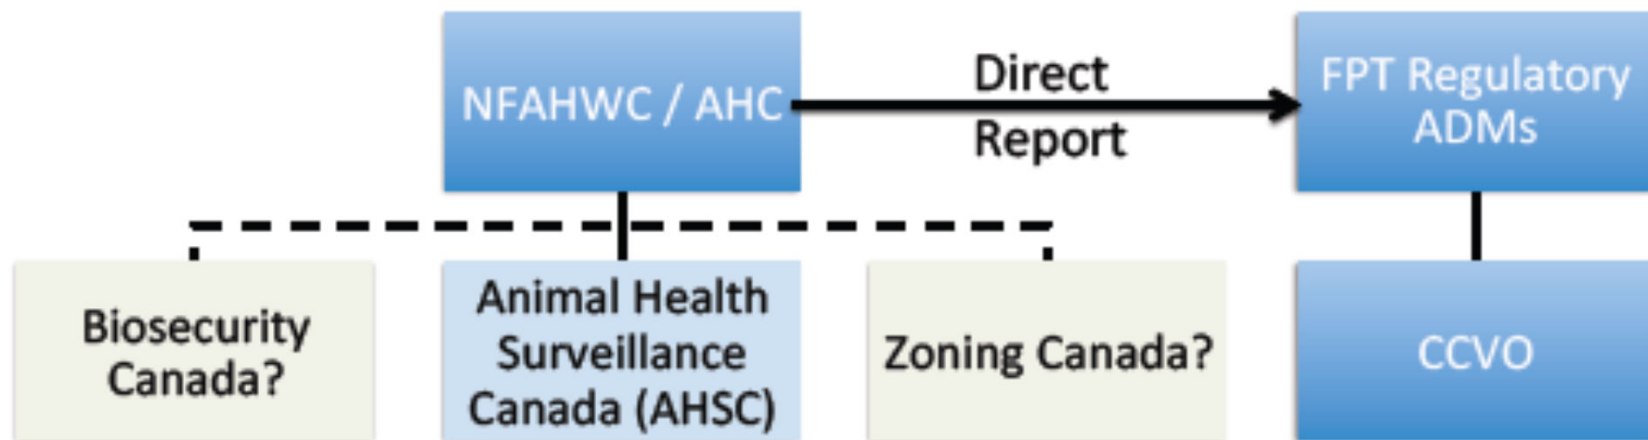 NFAHWC / AHC
Direct
Report
FPT Regulatory
ADMs
Biosecurity
Canada?
Animal Health
Surveillance
Canada (AHSC)
Zoning Canada?
CCVO